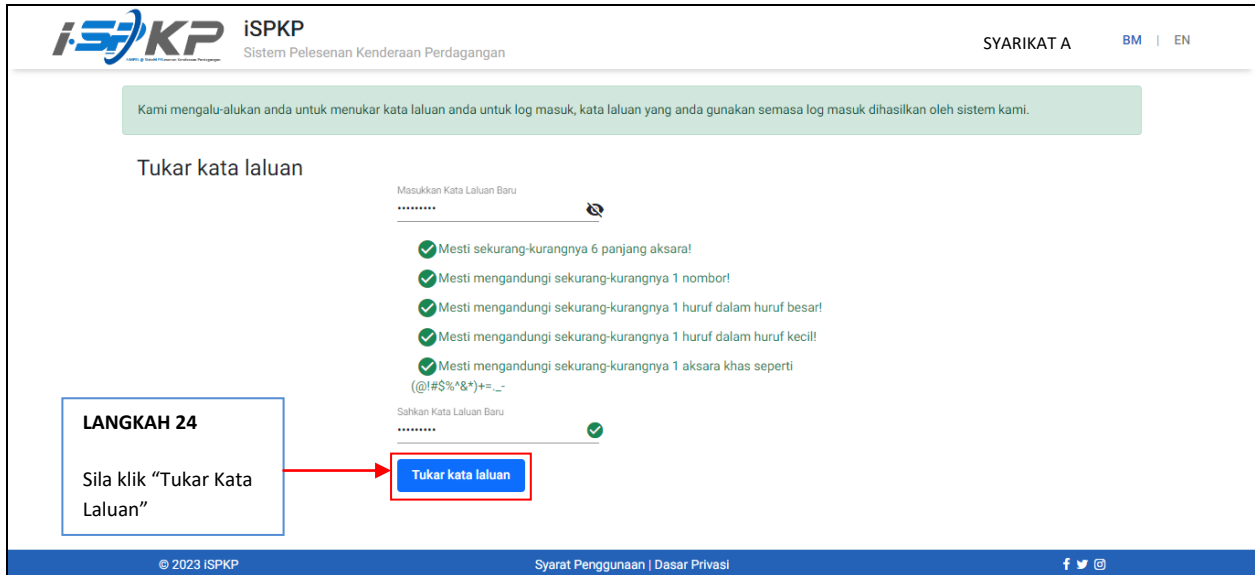 i-SPKP
iSPKP
Sistem Pelesenan Kenderaan Perdagangan
SYARIKAT A
BM | EN
Kami mengalu-alukan anda untuk menukar kata laluan anda untuk log masuk, kata laluan yang anda gunakan semasa log masuk dihasilkan oleh sistem kami.
Tukar kata laluan
Masukkan Kata Laluan Baru
•••••••••
Mesti sekurang-kurangnya 6 panjang aksara!
Mesti mengandungi sekurang-kurangnya 1 nombor!
Mesti mengandungi sekurang-kurangnya 1 huruf dalam huruf besar!
Mesti mengandungi sekurang-kurangnya 1 huruf dalam huruf kecil!
Mesti mengandungi sekurang-kurangnya 1 aksara khas seperti
(@!#$%^&*)+=._-
Sahkan Kata Laluan Baru
•••••••••
Tukar kata laluan
LANGKAH 24
Sila klik “Tukar Kata
Laluan”
© 2023 iSPKP
Syarat Penggunaan | Dasar Privasi